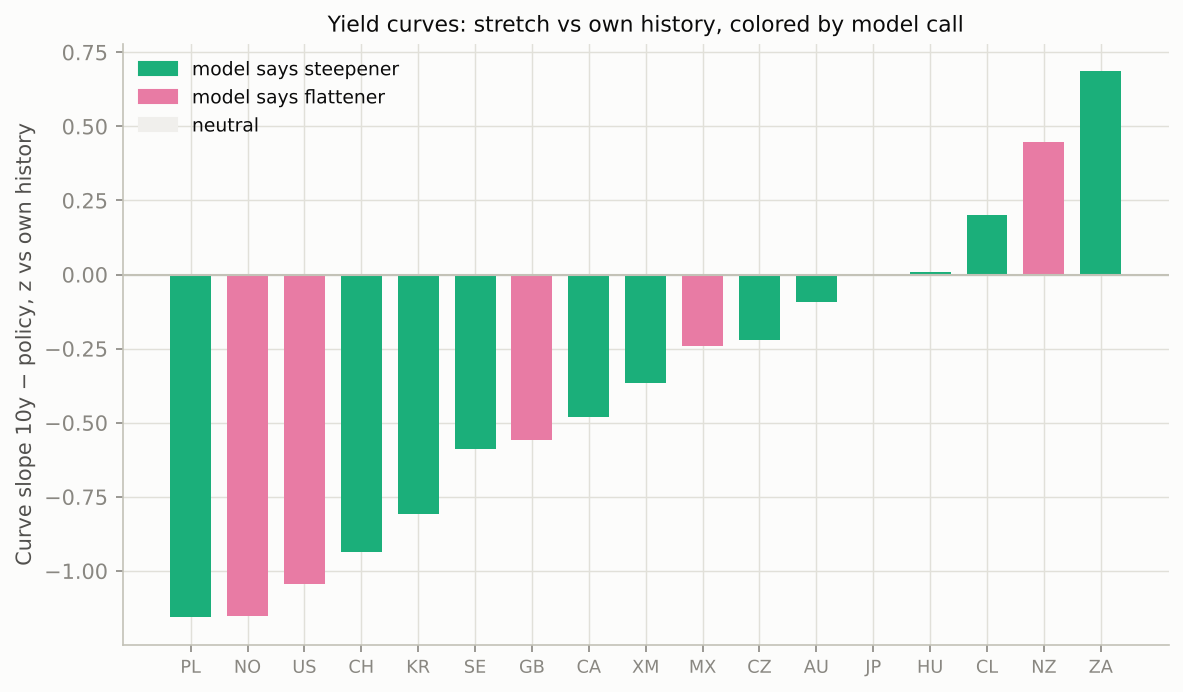 Yield curves: stretch vs own history, colored by model call
model says steepener
model says flattener
neutral
Curve slope 10y − policy, z vs own history
0.75
0.50
0.25
0.00
−0.25
−0.50
−0.75
−1.00
PL NO US CH KR SE GB CA XM MX CZ AU JP HU CL NZ ZA